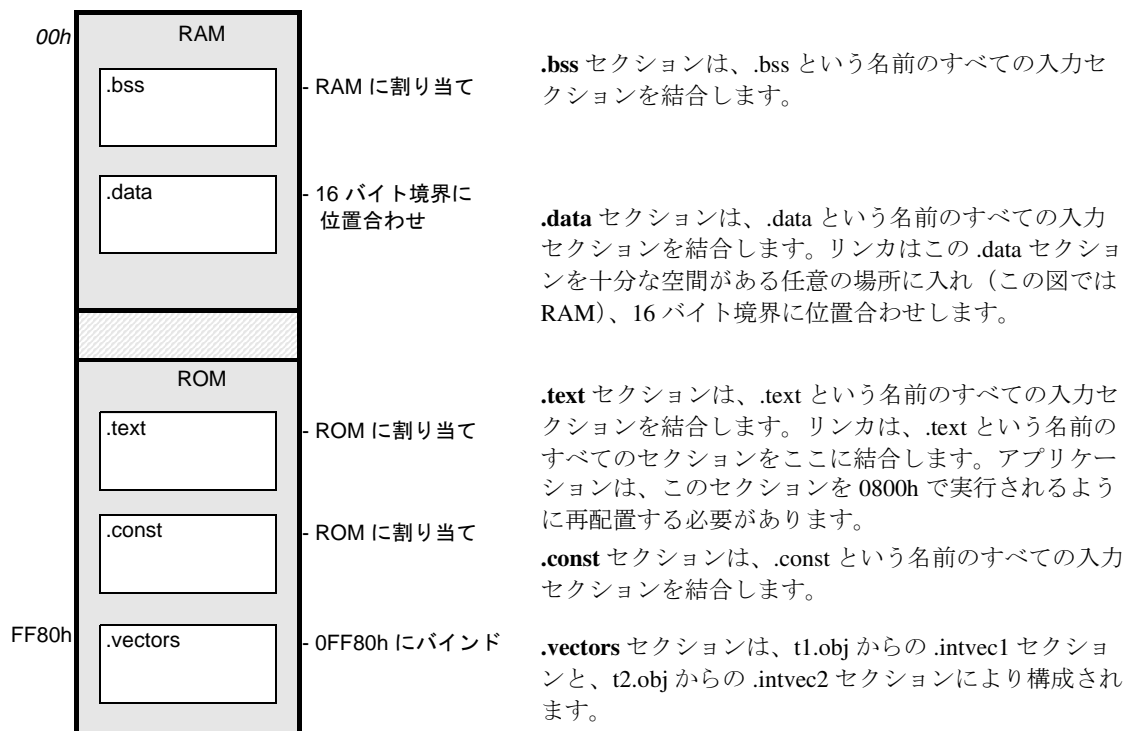 00h
RAM
.bss
- RAM に割り当て
.bss セクションは、.bss という名前のすべての入力セ
クションを結合します。
.data
- 16 バイト境界に
位置合わせ
.data セクションは、.data という名前のすべての入力
セクションを結合します。リンカはこの .data セクショ
ンを十分な空間がある任意の場所に入れ（この図では
RAM）、16 バイト境界に位置合わせします。
ROM
.text
- ROM に割り当て
.text セクションは、.text という名前のすべての入力セ
クションを結合します。リンカは、.text という名前の
すべてのセクションをここに結合します。アプリケー
ションは、このセクションを 0800h で実行されるよう
に再配置する必要があります。
.const
- ROM に割り当て
.const セクションは、.const という名前のすべての入力
セクションを結合します。
FF80h
.vectors
- 0FF80h にバインド
.vectors セクションは、t1.obj からの .intvec1 セクショ
ンと、t2.obj からの .intvec2 セクションにより構成され
ます。